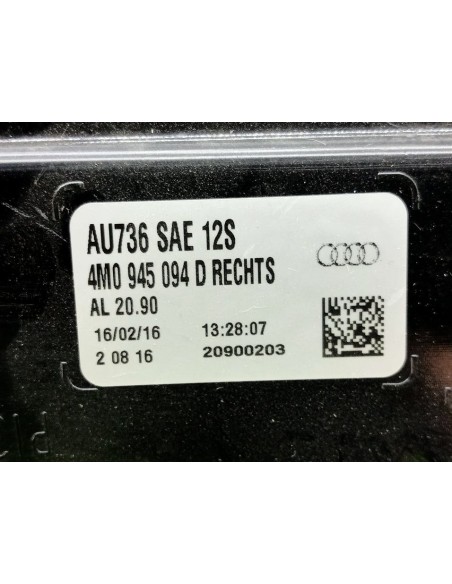 AU736 SAE 12S
4M0 945 094 D RECHTS
AL 20.90
16/02/16 13:28:07
2 08 16 20900203